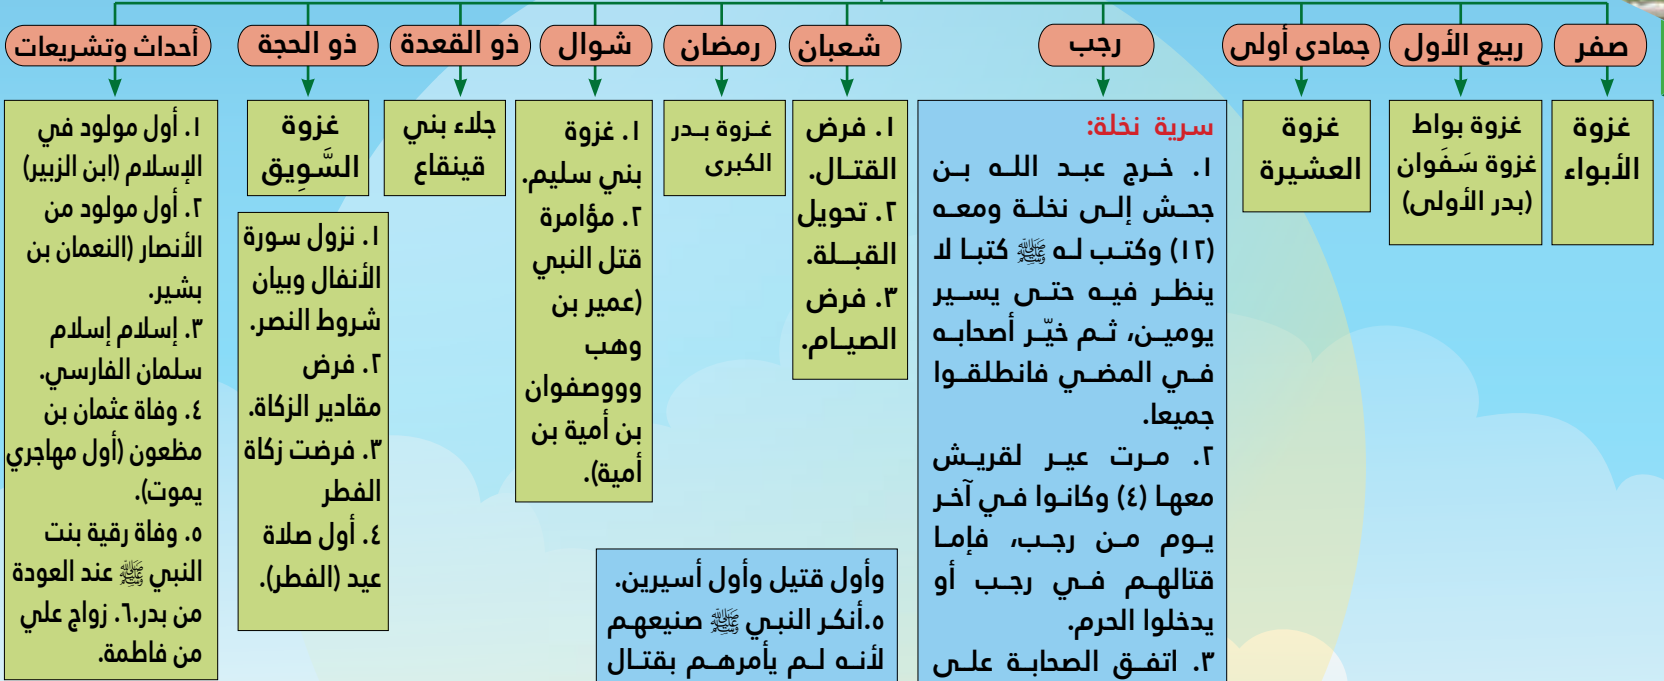 صفر
ربيع الأول
جمادى أولى
رجب
شعبان
رمضان
شوال
ذو القعدة
ذو الحجة
أحداث وتشريعات
غزوة
الأبواء
غزوة بواط
غزوة سَفَوان
(بدر الأولى)
غزوة
العشيرة
سرية نخلة:
١. خرج عبد الله بن
جحش إلى نخلة ومعه
(١٢) وكتب له ﷺ كتبا لا
ينظر فيه حتى يسير
يومين، ثم خيّر أصحابه
في المضي فانطلقوا
جميعا.
٢. مرت عير لقريش
معها (٤) وكانوا في آخر
يوم من رجب، فإما
قتالهم في رجب أو
يدخلوا الحرم.
٣. اتفق الصحابة على
١. فرض
القتال.
٢. تحويل
القبلة.
٣. فرض
الصيام.
غزوة بدر
الكبرى
١. غزوة
بني سليم.
٢. مؤامرة
قتل النبي
(عمير بن
وهب
وووصفوان
بن أمية بن
أمية).
وأول قتيل وأول أسيرين.
٥.أنكر النبي ﷺ صنيعهم
لأنه لم يأمرهم بقتال
جلاء بني
قينقاع
غزوة
السَّوِيق
١. نزول سورة
الأنفال وبيان
شروط النصر.
٢. فرض
مقادير الزكاة.
٣. فرضت زكاة
الفطر
٤. أول صلاة
عيد (الفطر).
١. أول مولود في
الإسلام (ابن الزبير)
٢. أول مولود من
الأنصار (النعمان بن
بشير.
٣. إسلام إسلام
سلمان الفارسي.
٤. وفاة عثمان بن
مظعون (أول مهاجري
يموت).
٥. وفاة رقية بنت
النبي ﷺ عند العودة
من بدر.٦. زواج علي
من فاطمة.